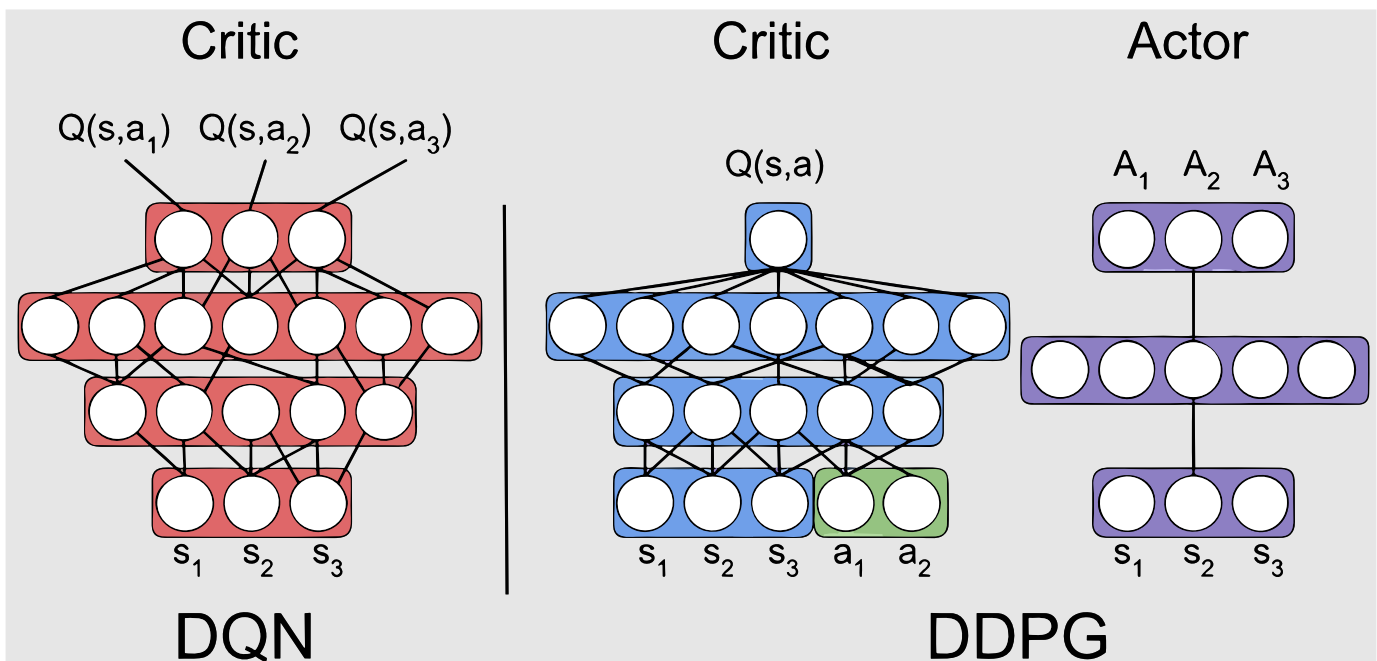 Critic Critic Actor
Q(s,a1) Q(s,a2) Q(s,a3)
Q(s,a) A1 A2 A3
s1 s2 s3 s1 s2 s3 a1 a2 s1 s2 s3
DQN DDPG